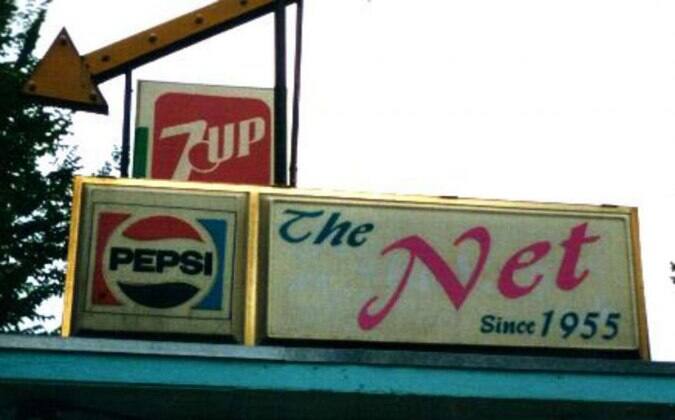 7UP
PEPSI
The Net
Since 1955